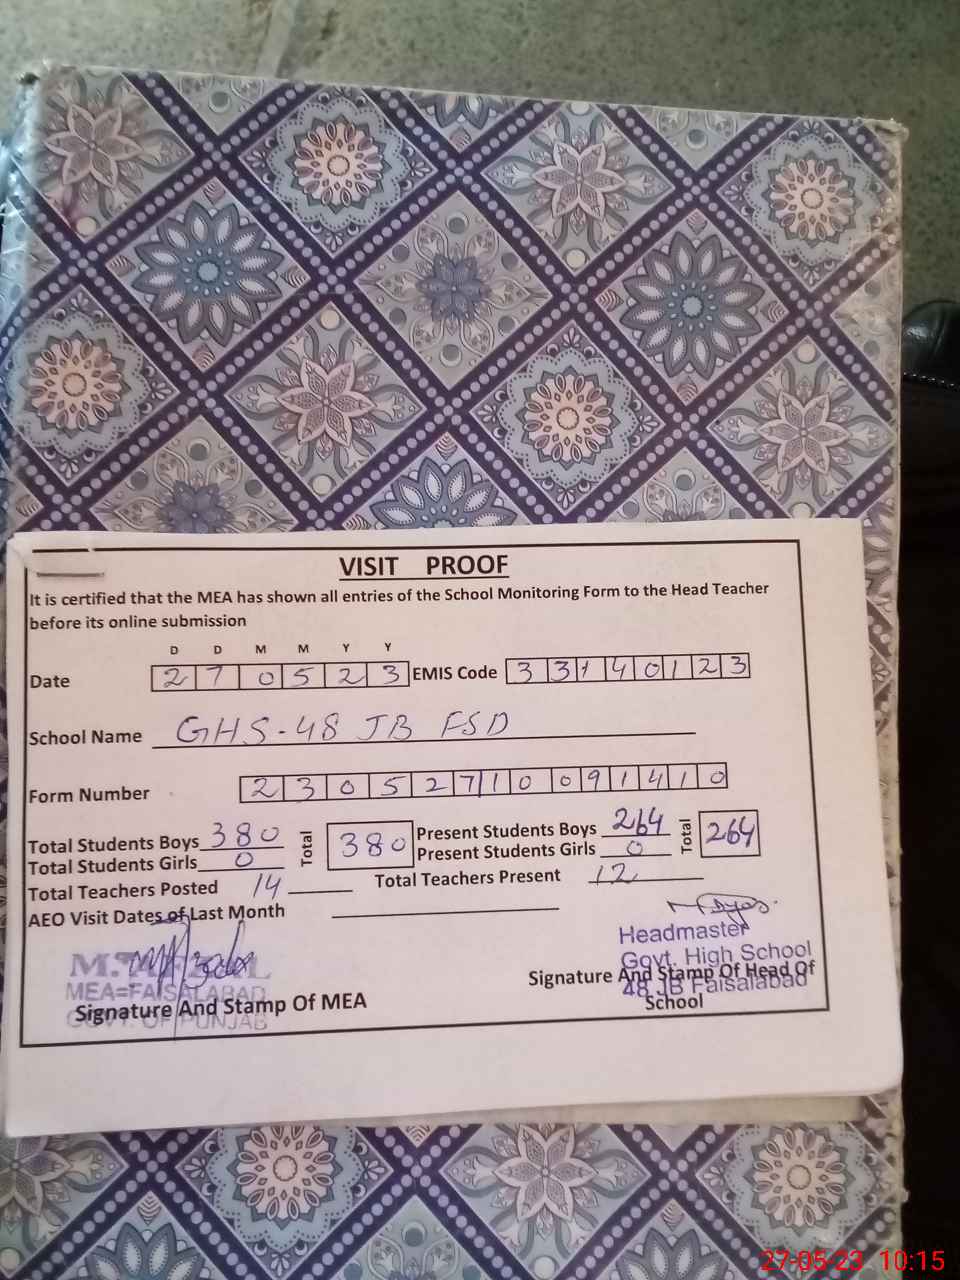 VISIT PROOF
It is certified that the MEA has shown all entries of the School Monitoring Form to the Head Teacher
before its online submission
D D M M Y Y
Date 2 7 0 5 2 3 EMIS Code 3 3 1 4 0 1 2 3
School Name GHS-48 JB FSD
Form Number 2 3 0 5 2 7 1 0 0 9 1 4 1 0
Total Students Boys 380 Total 380 Present Students Boys 264 Total 264
Total Students Girls 0 Present Students Girls 0
Total Teachers Posted 14 Total Teachers Present 12
AEO Visit Dates of Last Month
Headmaster
Govt. High School
48 JB Faisalabad
Signature And Stamp Of Head Of
School
MEA=FAISALABAD
GOVT. OF PUNJAB
Signature And Stamp Of MEA
27-05-23 10:15